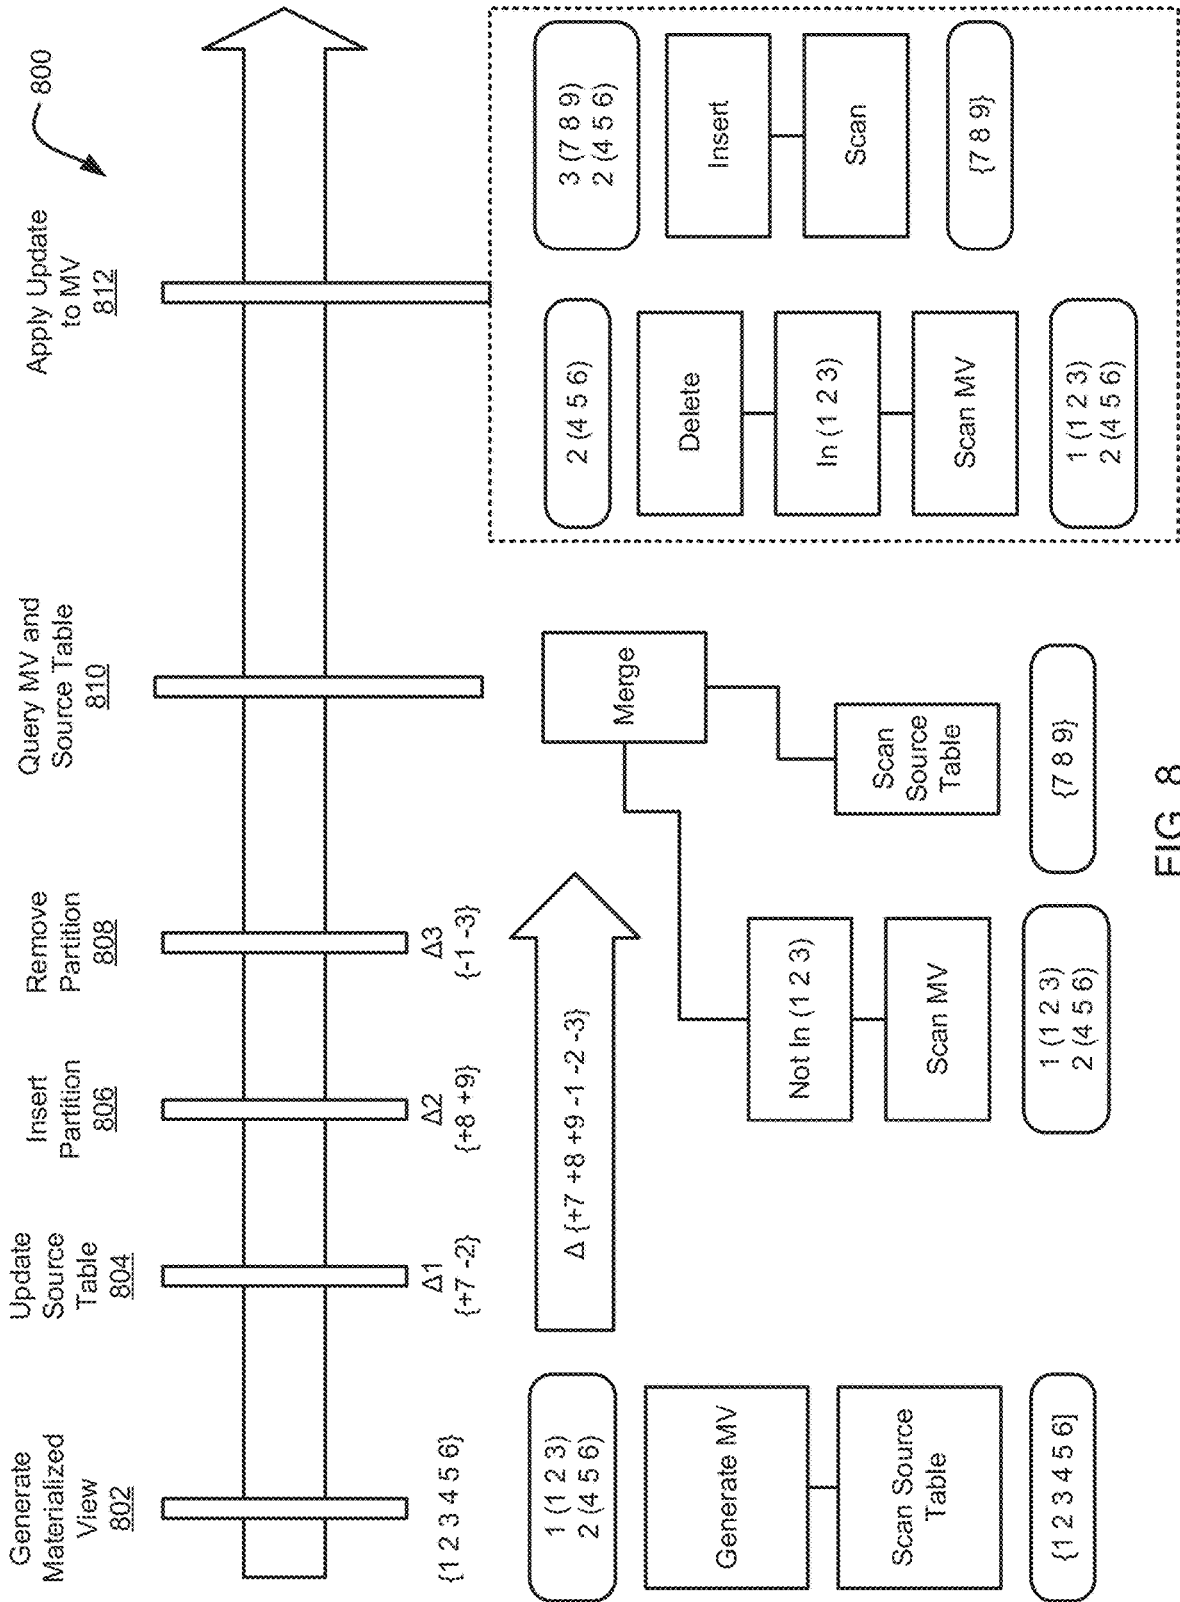 800
Generate
Materialized
View
802
Update
Source
Table
804
Insert
Partition
806
Remove
Partition
808
Query MV and
Source Table
810
Apply Update
to MV
812
{1 2 3 4 5 6}
Δ1
{+7 -2}
Δ2
{+8 +9}
Δ3
{-1 -3}
1 (1 2 3)
2 (4 5 6)
Generate MV
Scan Source
Table
{1 2 3 4 5 6]
Δ {+7 +8 +9 -1 -2 -3}
Merge
Not In (1 2 3)
Scan MV
1 (1 2 3)
2 (4 5 6)
Scan
Source
Table
{7 8 9}
2 (4 5 6)
Delete
In (1 2 3)
Scan MV
1 (1 2 3)
2 (4 5 6)
3 (7 8 9)
2 (4 5 6)
Insert
Scan
{7 8 9}
FIG. 8